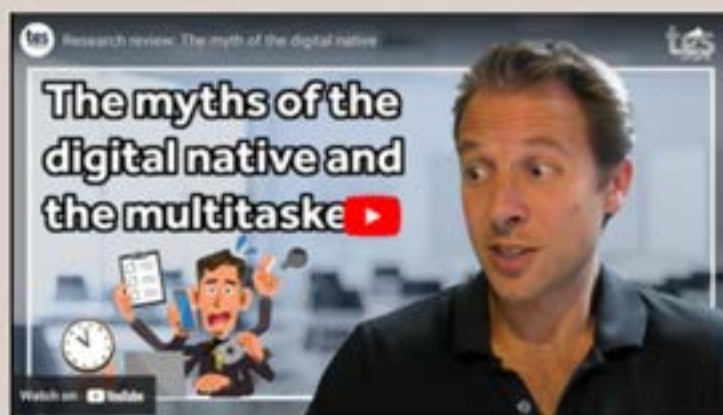 tes
Research review: The myth of the digital native
tes
The myths of the
digital native and
the multitaske
Watch on YouTube